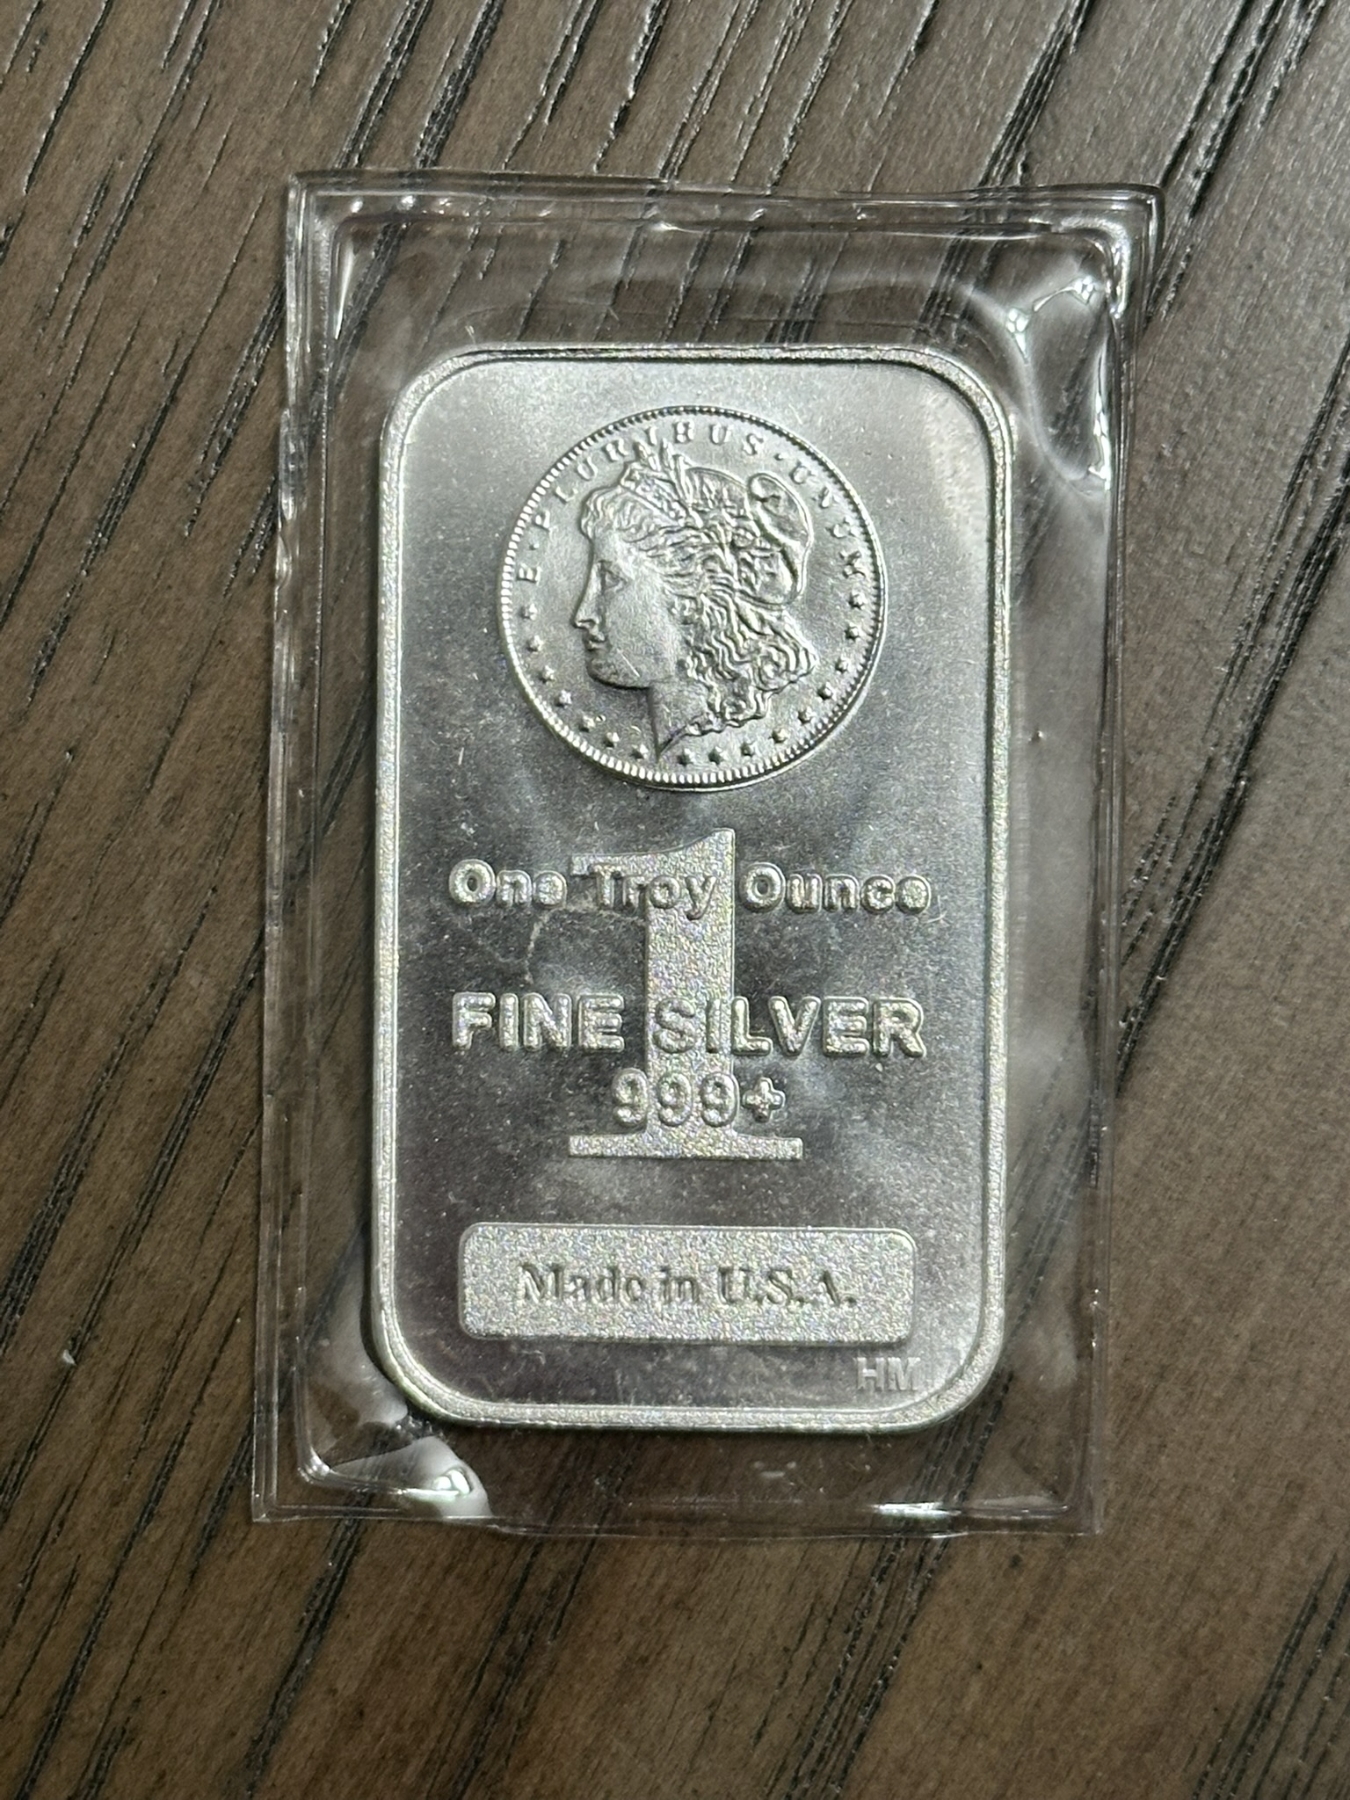 E·PLURIBUS·UNUM
One Troy Ounce
1
FINE SILVER
999+
Made in U.S.A.
HM